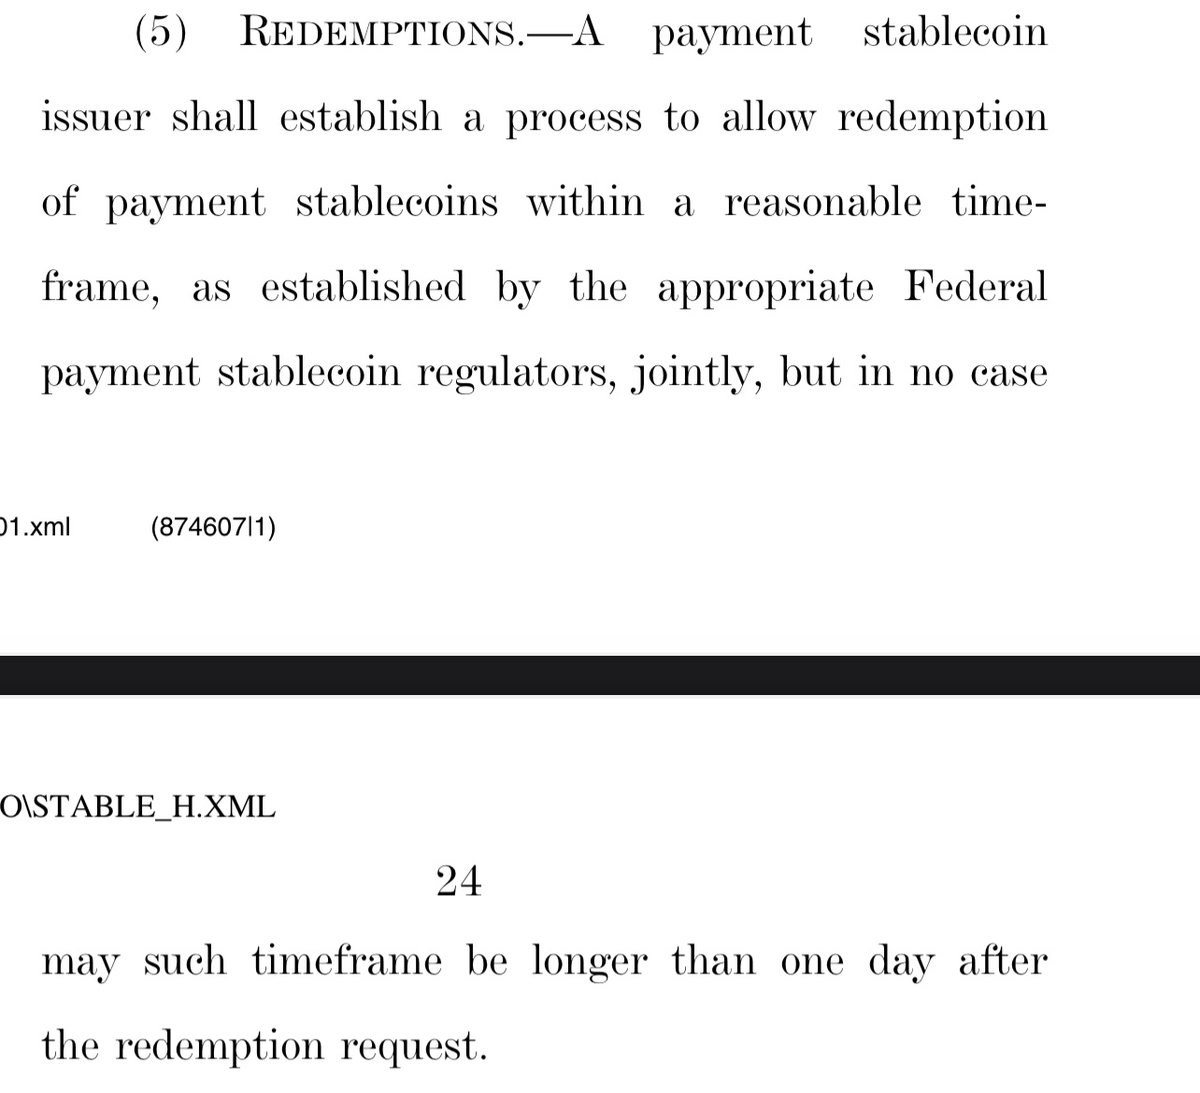 (5) REDEMPTIONS.—A payment stablecoin
issuer shall establish a process to allow redemption
of payment stablecoins within a reasonable time-
frame, as established by the appropriate Federal
payment stablecoin regulators, jointly, but in no case
01.xml (874607|1)
O\STABLE_H.XML
24
may such timeframe be longer than one day after
the redemption request.